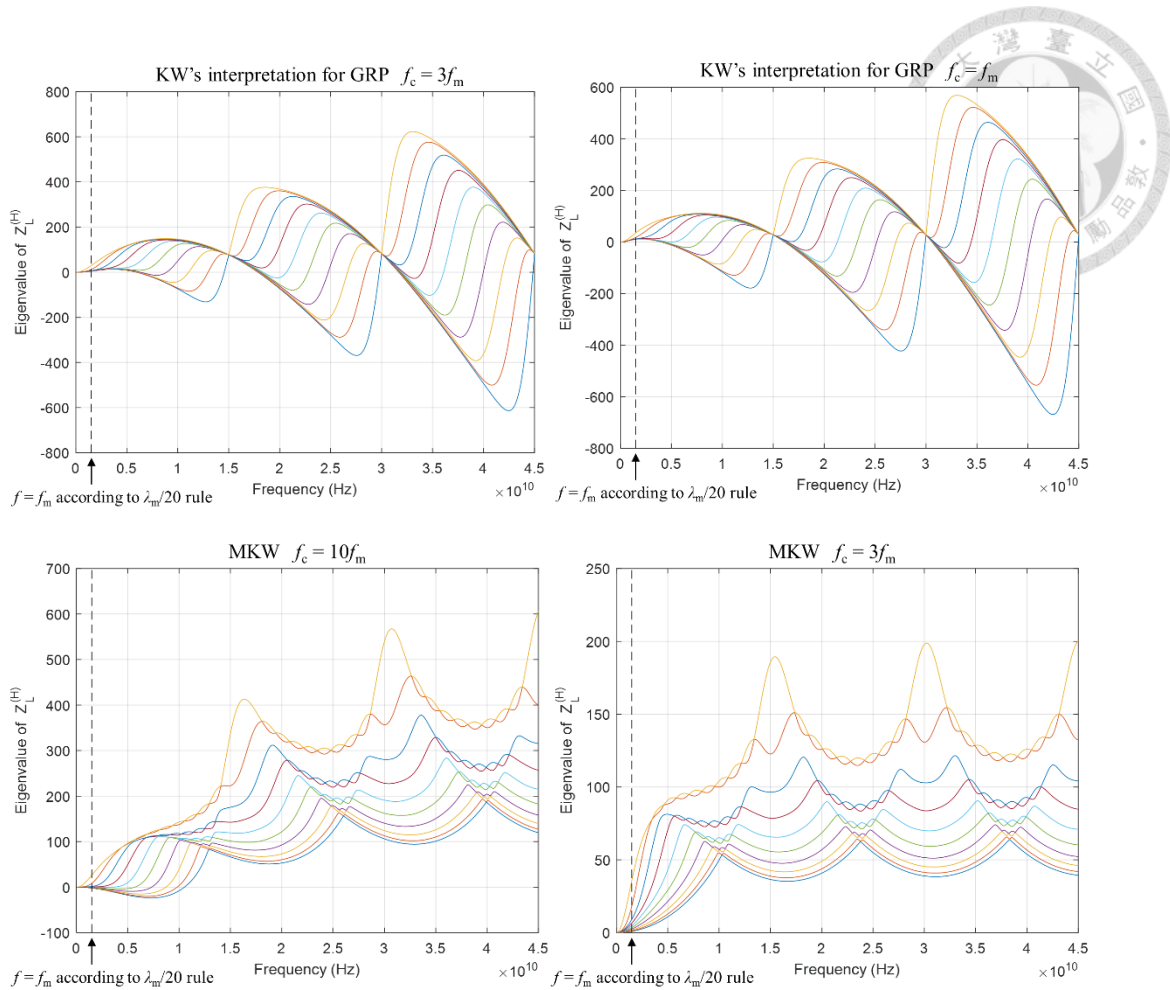 KW's interpretation for GRP f_c = 3f_m
800
600
400
200
0
-200
-400
-600
-800
Eigenvalue of Z_L^(H)
0 0.5 1 1.5 2 2.5 3 3.5 4 4.5
Frequency (Hz)
×10^10
f = f_m according to λ_m/20 rule
KW's interpretation for GRP f_c = f_m
600
400
200
0
-200
-400
-600
-800
Eigenvalue of Z_L^(H)
0 0.5 1 1.5 2 2.5 3 3.5 4 4.5
Frequency (Hz)
×10^10
f = f_m according to λ_m/20 rule
大灣臺立國
敦品勵
MKW f_c = 10f_m
700
600
500
400
300
200
100
0
-100
Eigenvalue of Z_L^(H)
0 0.5 1 1.5 2 2.5 3 3.5 4 4.5
Frequency (Hz)
×10^10
f = f_m according to λ_m/20 rule
MKW f_c = 3f_m
250
200
150
100
50
0
Eigenvalue of Z_L^(H)
0 0.5 1 1.5 2 2.5 3 3.5 4 4.5
Frequency (Hz)
×10^10
f = f_m according to λ_m/20 rule